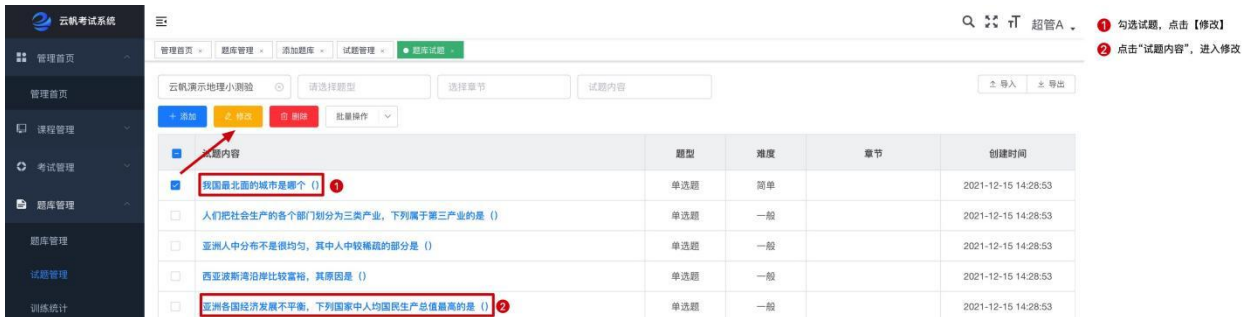 云帆考试系统
超管A
管理首页
管理首页
课程管理
考试管理
题库管理
题库管理
试题管理
训练统计
管理首页 ×
题库管理 ×
添加题库 ×
试题管理 ×
题库试题 ×
云帆演示地理小测验
请选择题型
选择章节
试题内容
导入
导出
+ 添加
修改
删除
批量操作
试题内容 题型 难度 章节 创建时间
我国最北面的城市是哪个（） 1 单选题 简单 2021-12-15 14:28:53
人们把社会生产的各个部门划分为三类产业，下列属于第三产业的是（） 单选题 一般 2021-12-15 14:28:53
亚洲人中分布不是很均匀，其中人中较稀疏的部分是（） 单选题 一般 2021-12-15 14:28:53
西亚波斯湾沿岸比较富裕，其原因是（） 单选题 一般 2021-12-15 14:28:53
亚洲各国经济发展不平衡，下列国家中人均国民生产总值最高的是（） 2 单选题 一般 2021-12-15 14:28:53
1 勾选试题，点击【修改】
2 点击“试题内容”，进入修改